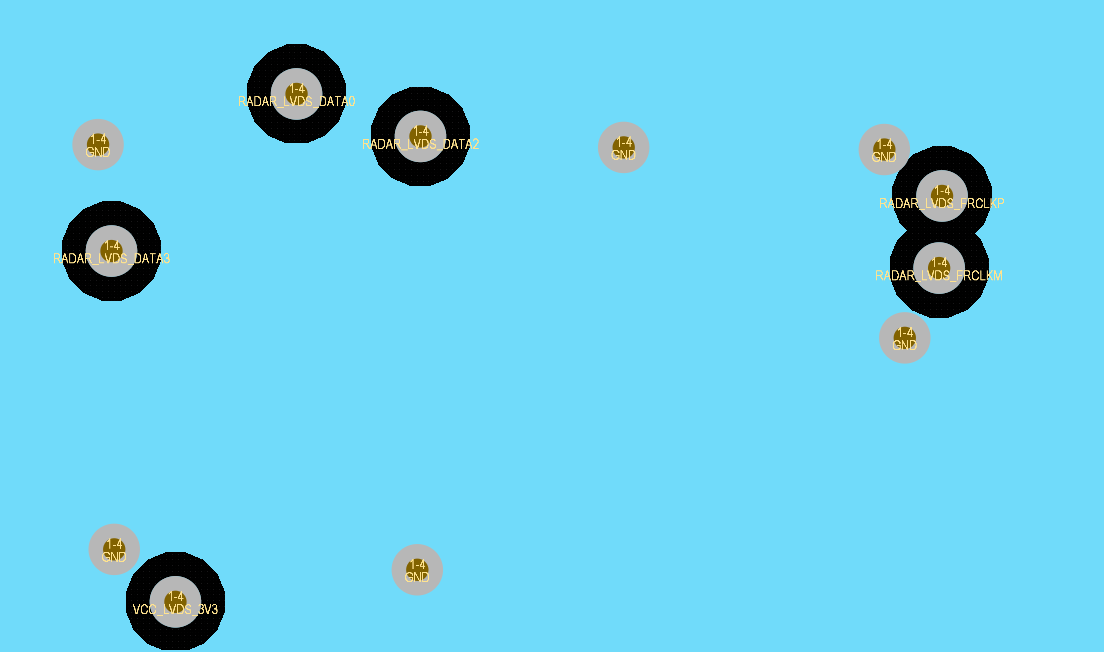 1-4
RADAR_LVDS_DATA0
1-4
RADAR_LVDS_DATA2
1-4
GND
1-4
GND
1-4
GND
1-4
RADAR_LVDS_FRCLKP
1-4
RADAR_LVDS_DATA3
1-4
RADAR_LVDS_FRCLKM
1-4
GND
1-4
GND
1-4
GND
1-4
VCC_LVDS_3V3